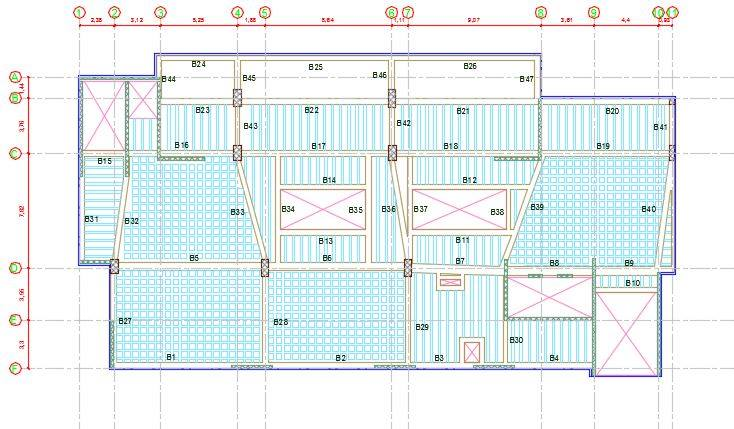 1 2 3 4 5 6 7 8 9 10 11
2,38 3,12 5,25 1,88 8,64 1,11 9,07 3,61 4,4 0,93
B24 B25 B26
A B44 B45 B46 B47
1,44
B
B23 B22 B21 B20
3,76 B43 B42 B41
B16 B17 B18 B19
C
B15
B14 B12
7,82 B31 B32 B33 B34 B35 B36 B37 B38 B39 B40
B13 B11
B5 B6 B7 B8 B9
D
B10
3,55
B27 B28 B29 B30
E
3,3
B1 B2 B3 B4
F